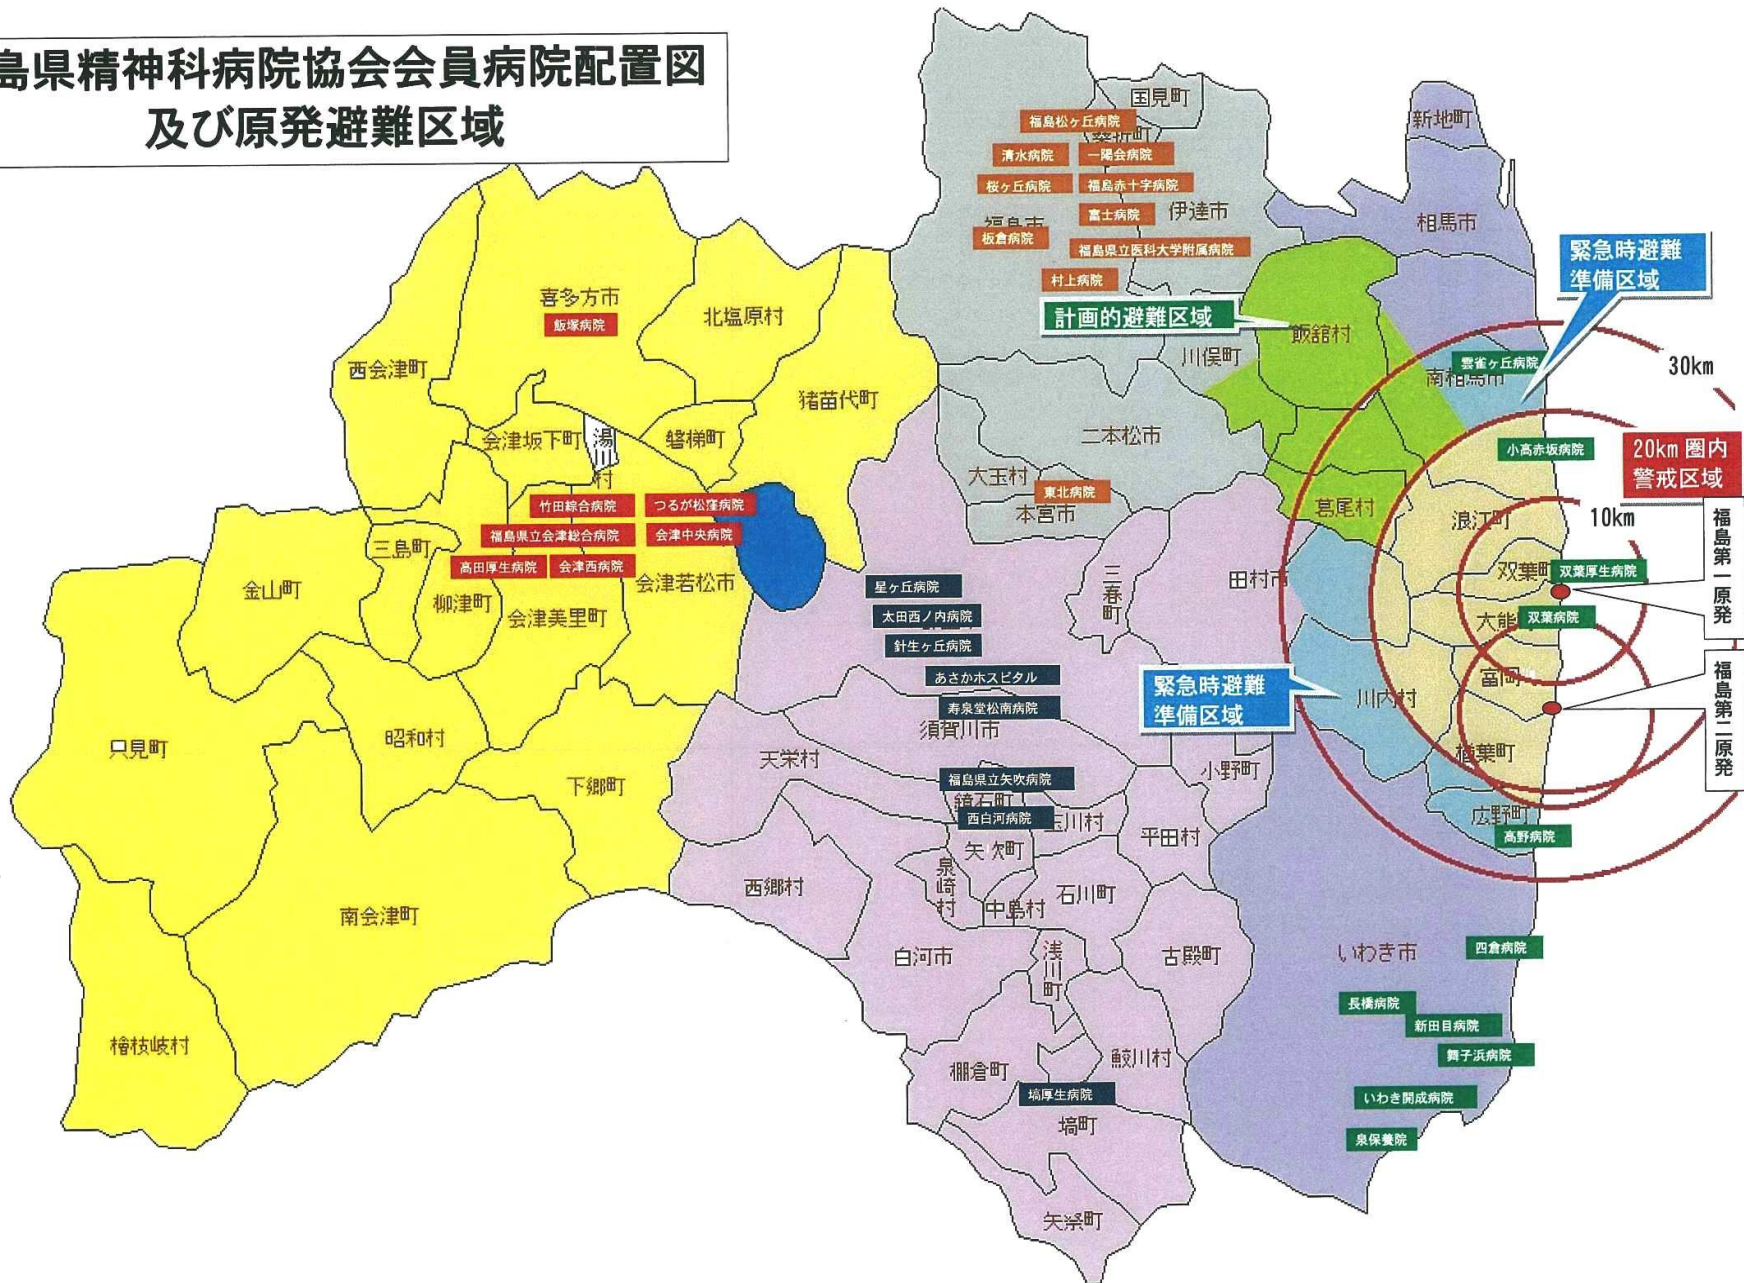 島県精神科病院協会会員病院配置図
及び原発避難区域
国見町
福島松ヶ丘病院
桑折町
清水病院
一陽会病院
桜ヶ丘病院
福島赤十字病院
富士病院
伊達市
福島市
板倉病院
福島県立医科大学附属病院
村上病院
計画的避難区域
川俣町
飯舘村
新地町
相馬市
緊急時避難
準備区域
雲雀ヶ丘病院
南相馬市
30km
小高赤坂病院
20km 圏内
警戒区域
浪江町
10km
葛尾村
双葉町
双葉厚生病院
福島第一原発
双葉病院
富岡
福島第二原発
川内村
楢葉町
広野町
高野病院
緊急時避難
準備区域
喜多方市
飯塚病院
北塩原村
西会津町
猪苗代町
会津坂下町
湯川
村
磐梯町
竹田綜合病院
つるが松窪病院
福島県立会津総合病院
会津中央病院
高田厚生病院
会津西病院
三島町
柳津町
会津美里町
会津若松市
金山町
只見町
昭和村
下郷町
南会津町
檜枝岐村
二本松市
大玉村
東北病院
本宮市
三春町
田村市
星ヶ丘病院
太田西ノ内病院
針生ヶ丘病院
あさかホスピタル
寿泉堂松南病院
須賀川市
天栄村
福島県立矢吹病院
鏡石町
西白河病院
玉川村
小野町
平田村
泉崎村
中島村
石川町
西郷村
白河市
浅川町
古殿町
棚倉町
鮫川村
塙厚生病院
塙町
いわき市
四倉病院
長橋病院
新田目病院
舞子浜病院
いわき開成病院
泉保養院